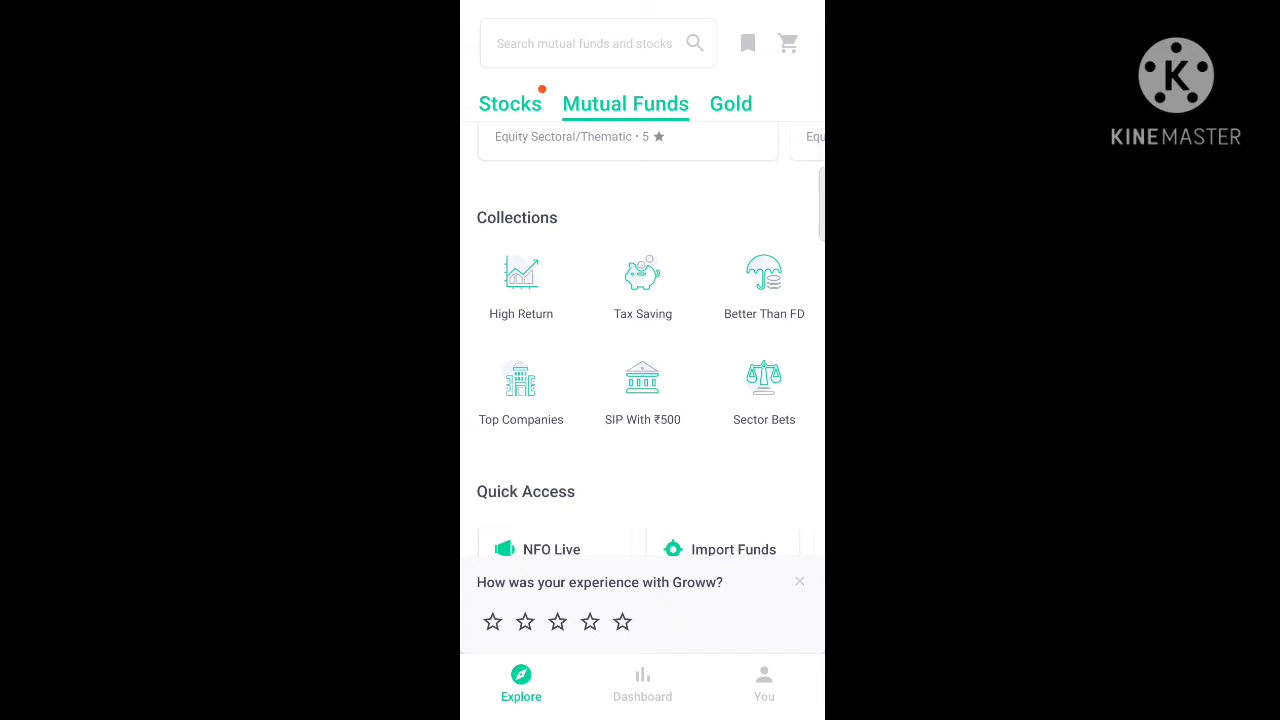 Search mutual funds and stocks
K
KINEMASTER
Stocks
Mutual Funds
Gold
Equity Sectoral/Thematic • 5 ★
Equ
Collections
High Return
Tax Saving
Better Than FD
Top Companies
SIP With ₹500
Sector Bets
Quick Access
NFO Live
Import Funds
How was your experience with Groww?
Explore
Dashboard
You